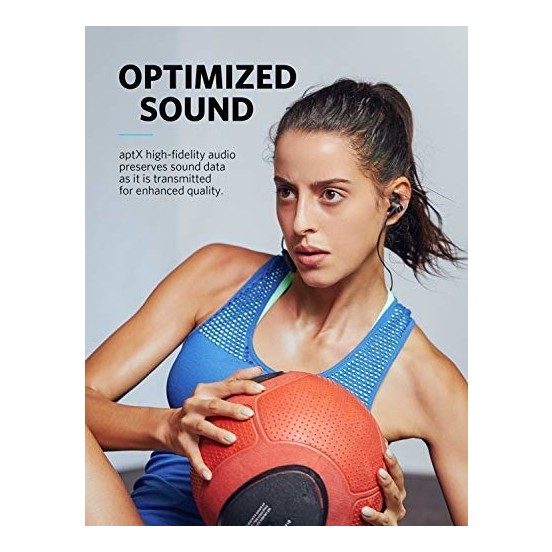 OPTIMIZED
SOUND
aptX high-fidelity audio
preserves sound data
as it is transmitted
for enhanced quality.